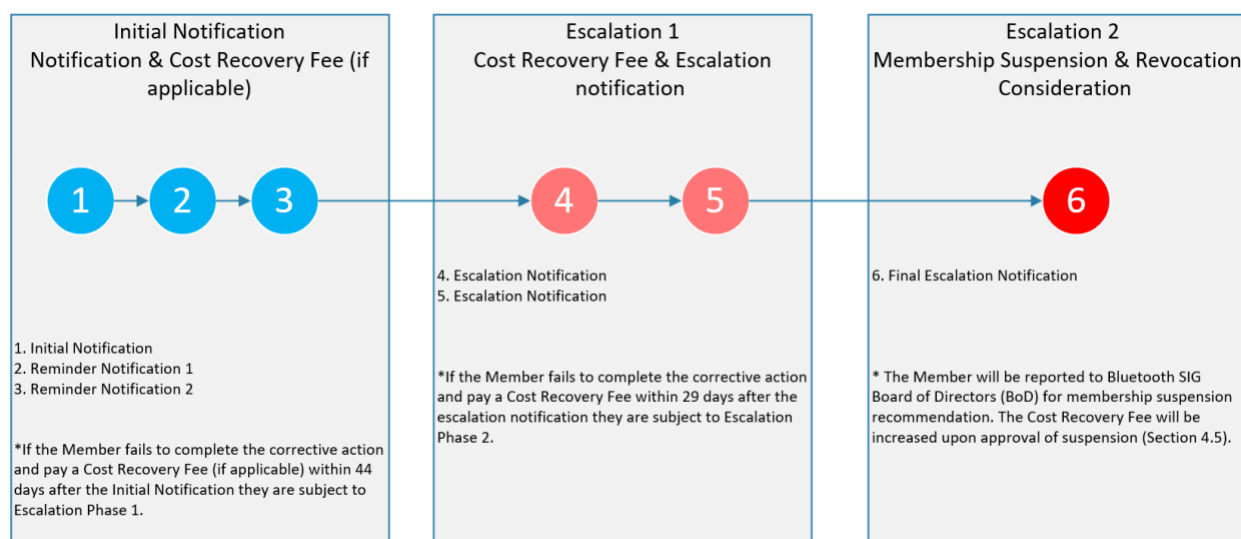 Initial Notification
Notification & Cost Recovery Fee (if
applicable)
1
2
3
1. Initial Notification
2. Reminder Notification 1
3. Reminder Notification 2
*If the Member fails to complete the corrective action
and pay a Cost Recovery Fee (if applicable) within 44
days after the Initial Notification they are subject to
Escalation Phase 1.
Escalation 1
Cost Recovery Fee & Escalation
notification
4
5
4. Escalation Notification
5. Escalation Notification
*If the Member fails to complete the corrective action
and pay a Cost Recovery Fee within 29 days after the
escalation notification they are subject to Escalation
Phase 2.
Escalation 2
Membership Suspension & Revocation
Consideration
6
6. Final Escalation Notification
* The Member will be reported to Bluetooth SIG
Board of Directors (BoD) for membership suspension
recommendation. The Cost Recovery Fee will be
increased upon approval of suspension (Section 4.5).